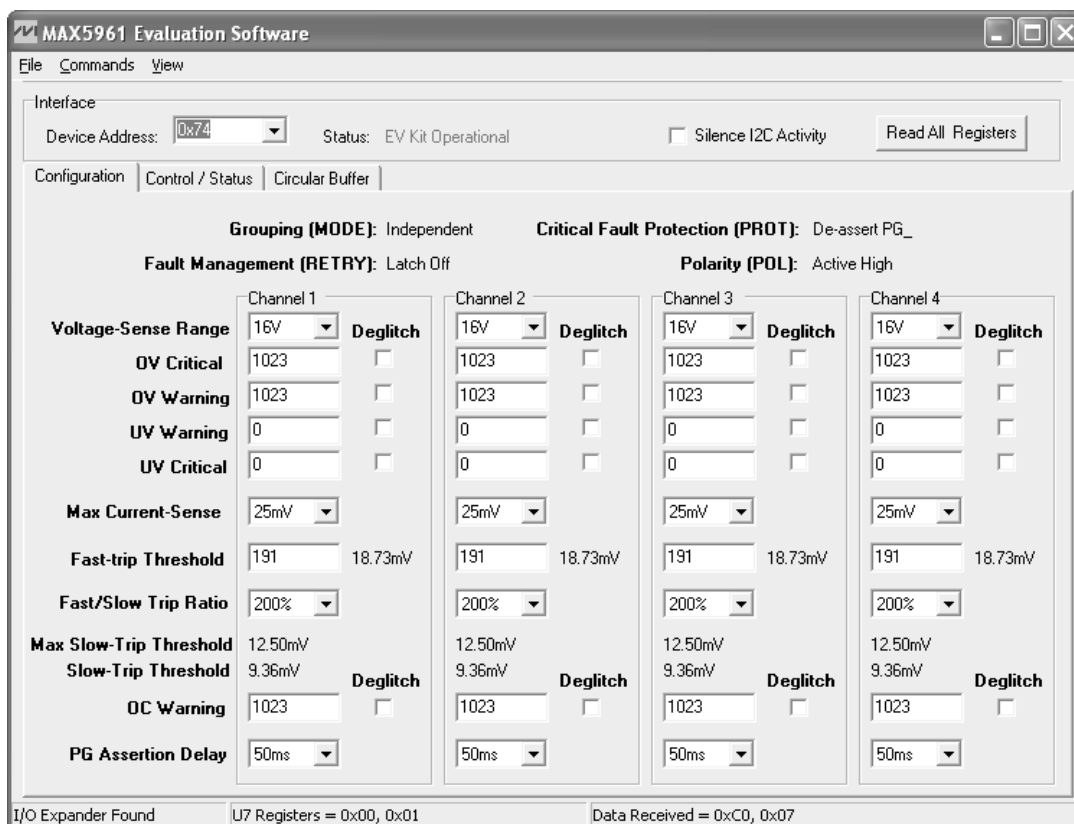 MAX5961 Evaluation Software
File Commands View
Interface
Device Address: 0x74 Status: EV Kit Operational Silence I2C Activity Read All Registers
Configuration Control / Status Circular Buffer
Grouping (MODE): Independent Critical Fault Protection (PROT): De-assert PG_
Fault Management (RETRY): Latch Off Polarity (POL): Active High
Channel 1 Channel 2 Channel 3 Channel 4
Voltage-Sense Range 16V Deglitch 16V Deglitch 16V Deglitch 16V Deglitch
OV Critical 1023 1023 1023 1023
OV Warning 1023 1023 1023 1023
UV Warning 0 0 0 0
UV Critical 0 0 0 0
Max Current-Sense 25mV 25mV 25mV 25mV
Fast-trip Threshold 191 18.73mV 191 18.73mV 191 18.73mV 191 18.73mV
Fast/Slow Trip Ratio 200% 200% 200% 200%
Max Slow-Trip Threshold 12.50mV 12.50mV 12.50mV 12.50mV
Slow-Trip Threshold 9.36mV Deglitch 9.36mV Deglitch 9.36mV Deglitch 9.36mV Deglitch
OC Warning 1023 1023 1023 1023
PG Assertion Delay 50ms 50ms 50ms 50ms
I/O Expander Found U7 Registers = 0x00, 0x01 Data Received = 0xC0, 0x07